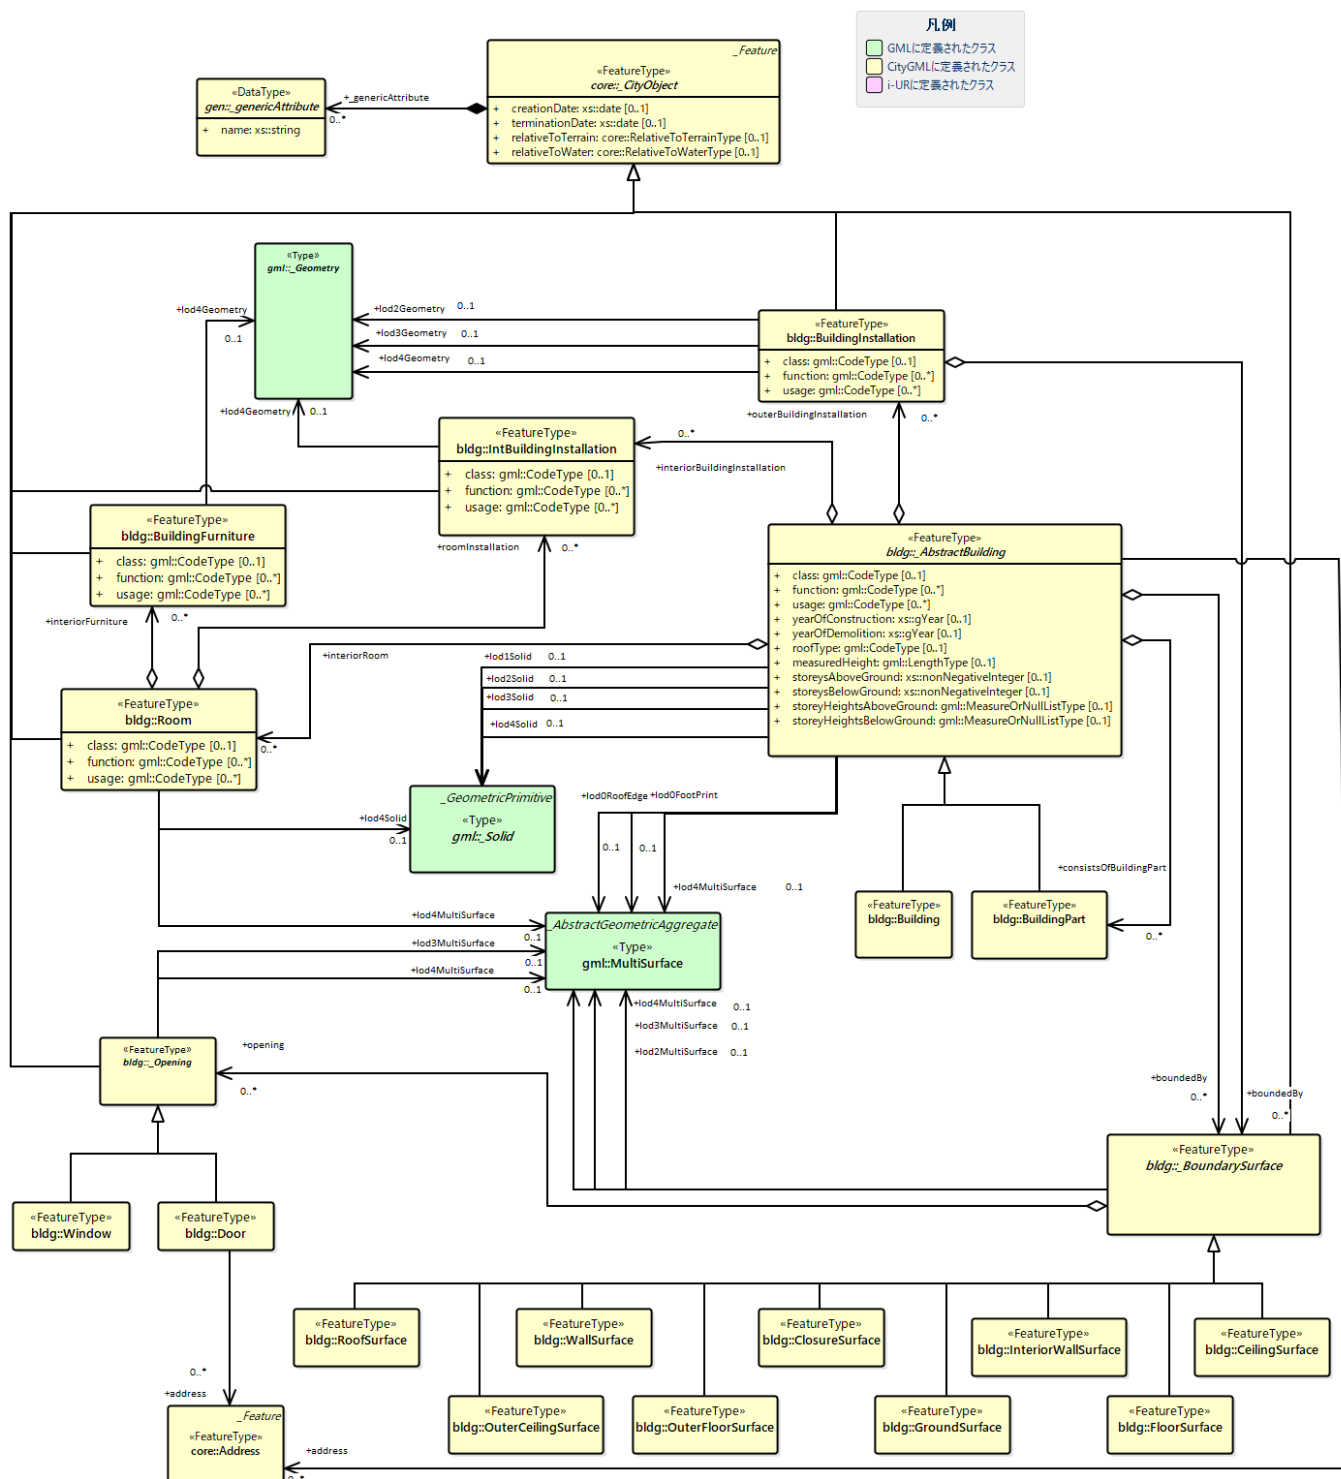 凡例
GMLに定義されたクラス
CityGMLに定義されたクラス
i-URに定義されたクラス
_Feature
«FeatureType»
core::_CityObject
+ creationDate: xs::date [0..1]
+ terminationDate: xs::date [0..1]
+ relativeToTerrain: core::RelativeToTerrainType [0..1]
+ relativeToWater: core::RelativeToWaterType [0..1]
«DataType»
gen::_genericAttribute
+ name: xs::string
+_genericAttribute
0..*
«Type»
gml::_Geometry
+lod4Geometry
0..1
+lod2Geometry 0..1
+lod3Geometry 0..1
+lod4Geometry 0..1
+lod4Geometry 0..1
«FeatureType»
bldg::BuildingInstallation
+ class: gml::CodeType [0..1]
+ function: gml::CodeType [0..*]
+ usage: gml::CodeType [0..*]
+outerBuildingInstallation 0..*
«FeatureType»
bldg::IntBuildingInstallation
+ class: gml::CodeType [0..1]
+ function: gml::CodeType [0..*]
+ usage: gml::CodeType [0..*]
0..*
+interiorBuildingInstallation
+roomInstallation 0..*
«FeatureType»
bldg::BuildingFurniture
+ class: gml::CodeType [0..1]
+ function: gml::CodeType [0..*]
+ usage: gml::CodeType [0..*]
+interiorFurniture 0..*
«FeatureType»
bldg::_AbstractBuilding
+ class: gml::CodeType [0..1]
+ function: gml::CodeType [0..*]
+ usage: gml::CodeType [0..*]
+ yearOfConstruction: xs::gYear [0..1]
+ yearOfDemolition: xs::gYear [0..1]
+ roofType: gml::CodeType [0..1]
+ measuredHeight: gml::LengthType [0..1]
+ storeysAboveGround: xs::nonNegativeInteger [0..1]
+ storeysBelowGround: xs::nonNegativeInteger [0..1]
+ storeyHeightsAboveGround: gml::MeasureOrNullListType [0..1]
+ storeyHeightsBelowGround: gml::MeasureOrNullListType [0..1]
+interiorRoom
0..*
+lod1Solid 0..1
+lod2Solid 0..1
+lod3Solid 0..1
+lod4Solid 0..1
«FeatureType»
bldg::Room
+ class: gml::CodeType [0..1]
+ function: gml::CodeType [0..*]
+ usage: gml::CodeType [0..*]
_GeometricPrimitive
«Type»
gml::_Solid
+lod4Solid
0..1
+lod0RoofEdge +lod0FootPrint
0..1 0..1
+lod4MultiSurface 0..1
+consistsOfBuildingPart
0..*
«FeatureType»
bldg::Building
«FeatureType»
bldg::BuildingPart
_AbstractGeometricAggregate
«Type»
gml::MultiSurface
+lod4MultiSurface
0..1
+lod3MultiSurface
0..1
+lod4MultiSurface
0..1
+lod4MultiSurface 0..1
+lod3MultiSurface 0..1
+lod2MultiSurface 0..1
«FeatureType»
bldg::_Opening
+opening
0..*
+boundedBy
0..*
+boundedBy
0..*
«FeatureType»
bldg::_BoundarySurface
«FeatureType»
bldg::Window
«FeatureType»
bldg::Door
«FeatureType»
bldg::RoofSurface
«FeatureType»
bldg::WallSurface
«FeatureType»
bldg::ClosureSurface
«FeatureType»
bldg::InteriorWallSurface
«FeatureType»
bldg::CeilingSurface
«FeatureType»
bldg::OuterCeilingSurface
«FeatureType»
bldg::OuterFloorSurface
«FeatureType»
bldg::GroundSurface
«FeatureType»
bldg::FloorSurface
0..*
+address
_Feature
«FeatureType»
core::Address
+address
0..*